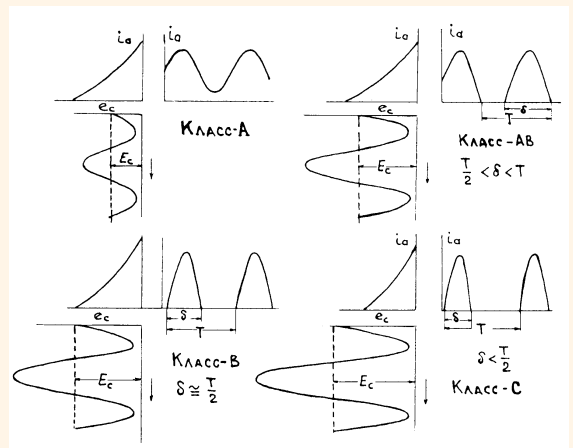 ia
ia
ec
Класс-А
Ec
ia
ia
ec
δ
T
Класс-АВ
T/2 < δ < T
Ec
ia
ec
δ
T
Класс-В
δ ≅ T/2
Ec
ia
ia
ec
δ
T
δ < T/2
Класс-С
Ec